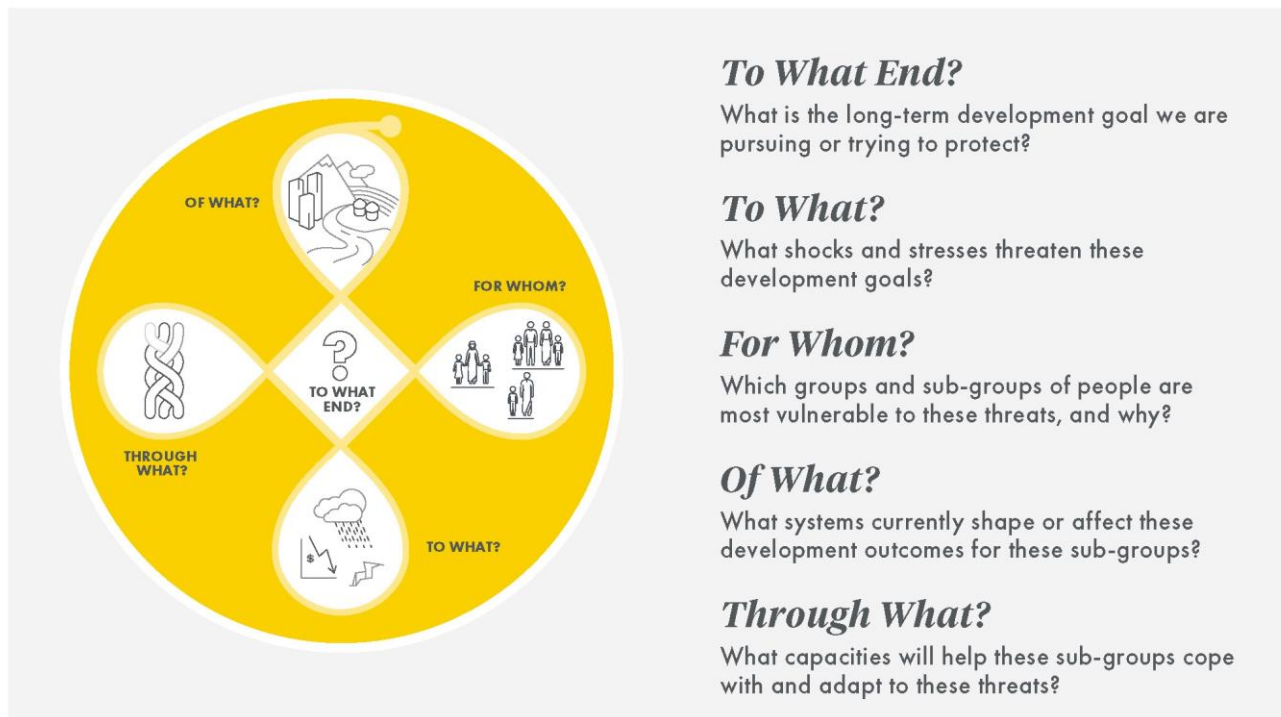 OF WHAT?
FOR WHOM?
TO WHAT
END?
THROUGH
WHAT?
$
TO WHAT?
To What End?
What is the long-term development goal we are
pursuing or trying to protect?
To What?
What shocks and stresses threaten these
development goals?
For Whom?
Which groups and sub-groups of people are
most vulnerable to these threats, and why?
Of What?
What systems currently shape or affect these
development outcomes for these sub-groups?
Through What?
What capacities will help these sub-groups cope
with and adapt to these threats?